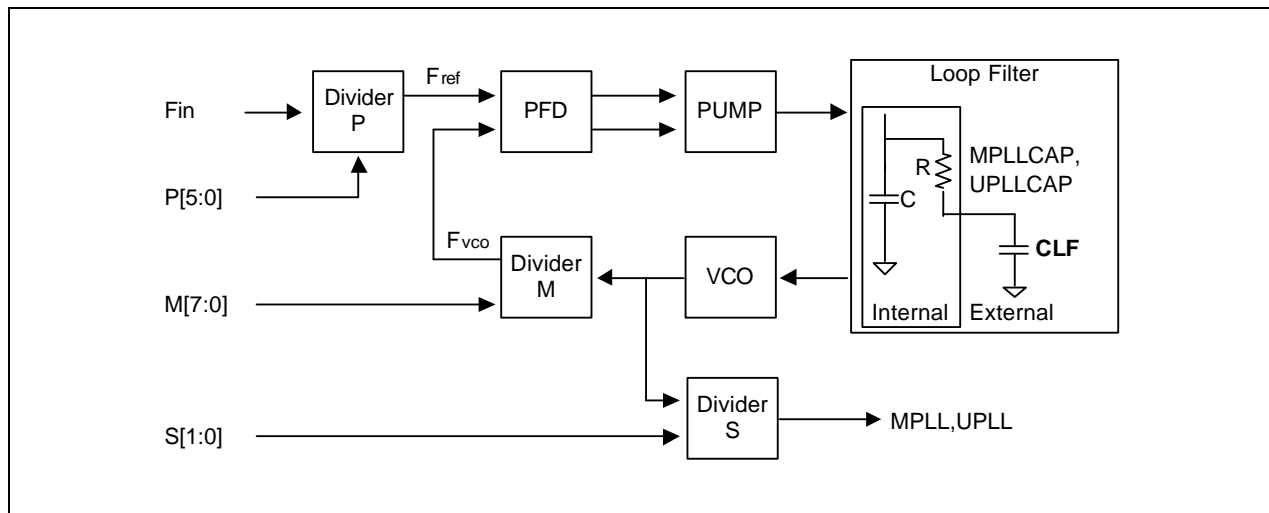 Loop Filter
Fref
Fin
Divider
P
PFD
PUMP
MPLLCAP,
UPLLCAP
R
C
P[5:0]
Fvco
Divider
M
VCO
CLF
M[7:0]
Internal
External
Divider
S
MPLL,UPLL
S[1:0]